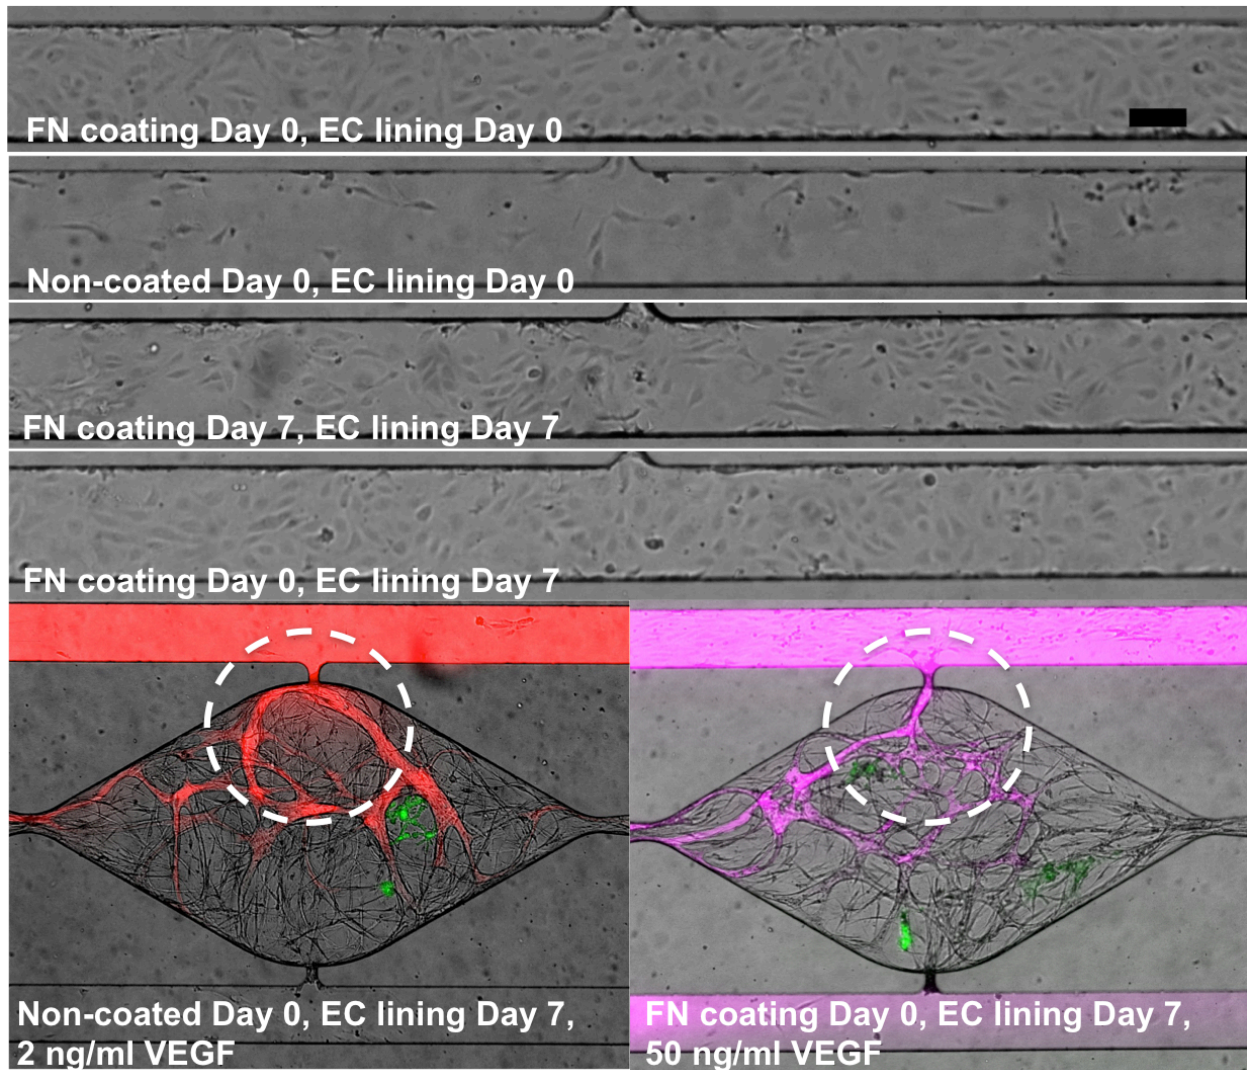 FN coating Day 0, EC lining Day 0
Non-coated Day 0, EC lining Day 0
FN coating Day 7, EC lining Day 7
FN coating Day 0, EC lining Day 7
Non-coated Day 0, EC lining Day 7,
2 ng/ml VEGF
FN coating Day 0, EC lining Day 7,
50 ng/ml VEGF